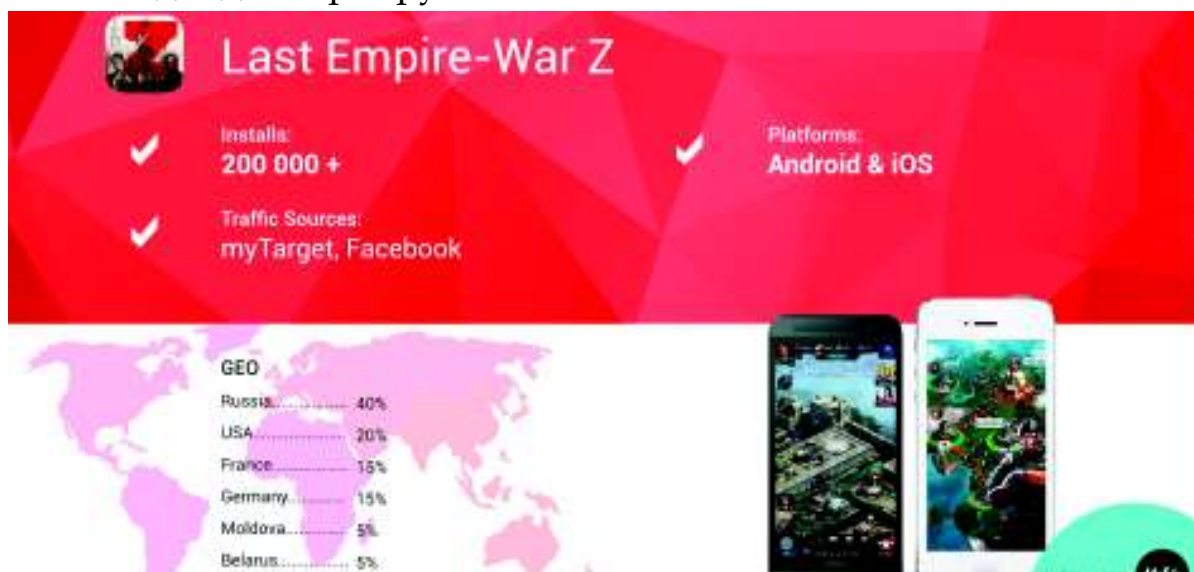 Last Empire-War Z
Installs:
200 000 +
Platforms:
Android & iOS
Traffic Sources:
myTarget, Facebook
GEO
Russia............... 40%
USA.................. 20%
France............... 15%
Germany........... 15%
Moldova............ 5%
Belarus.............. 5%